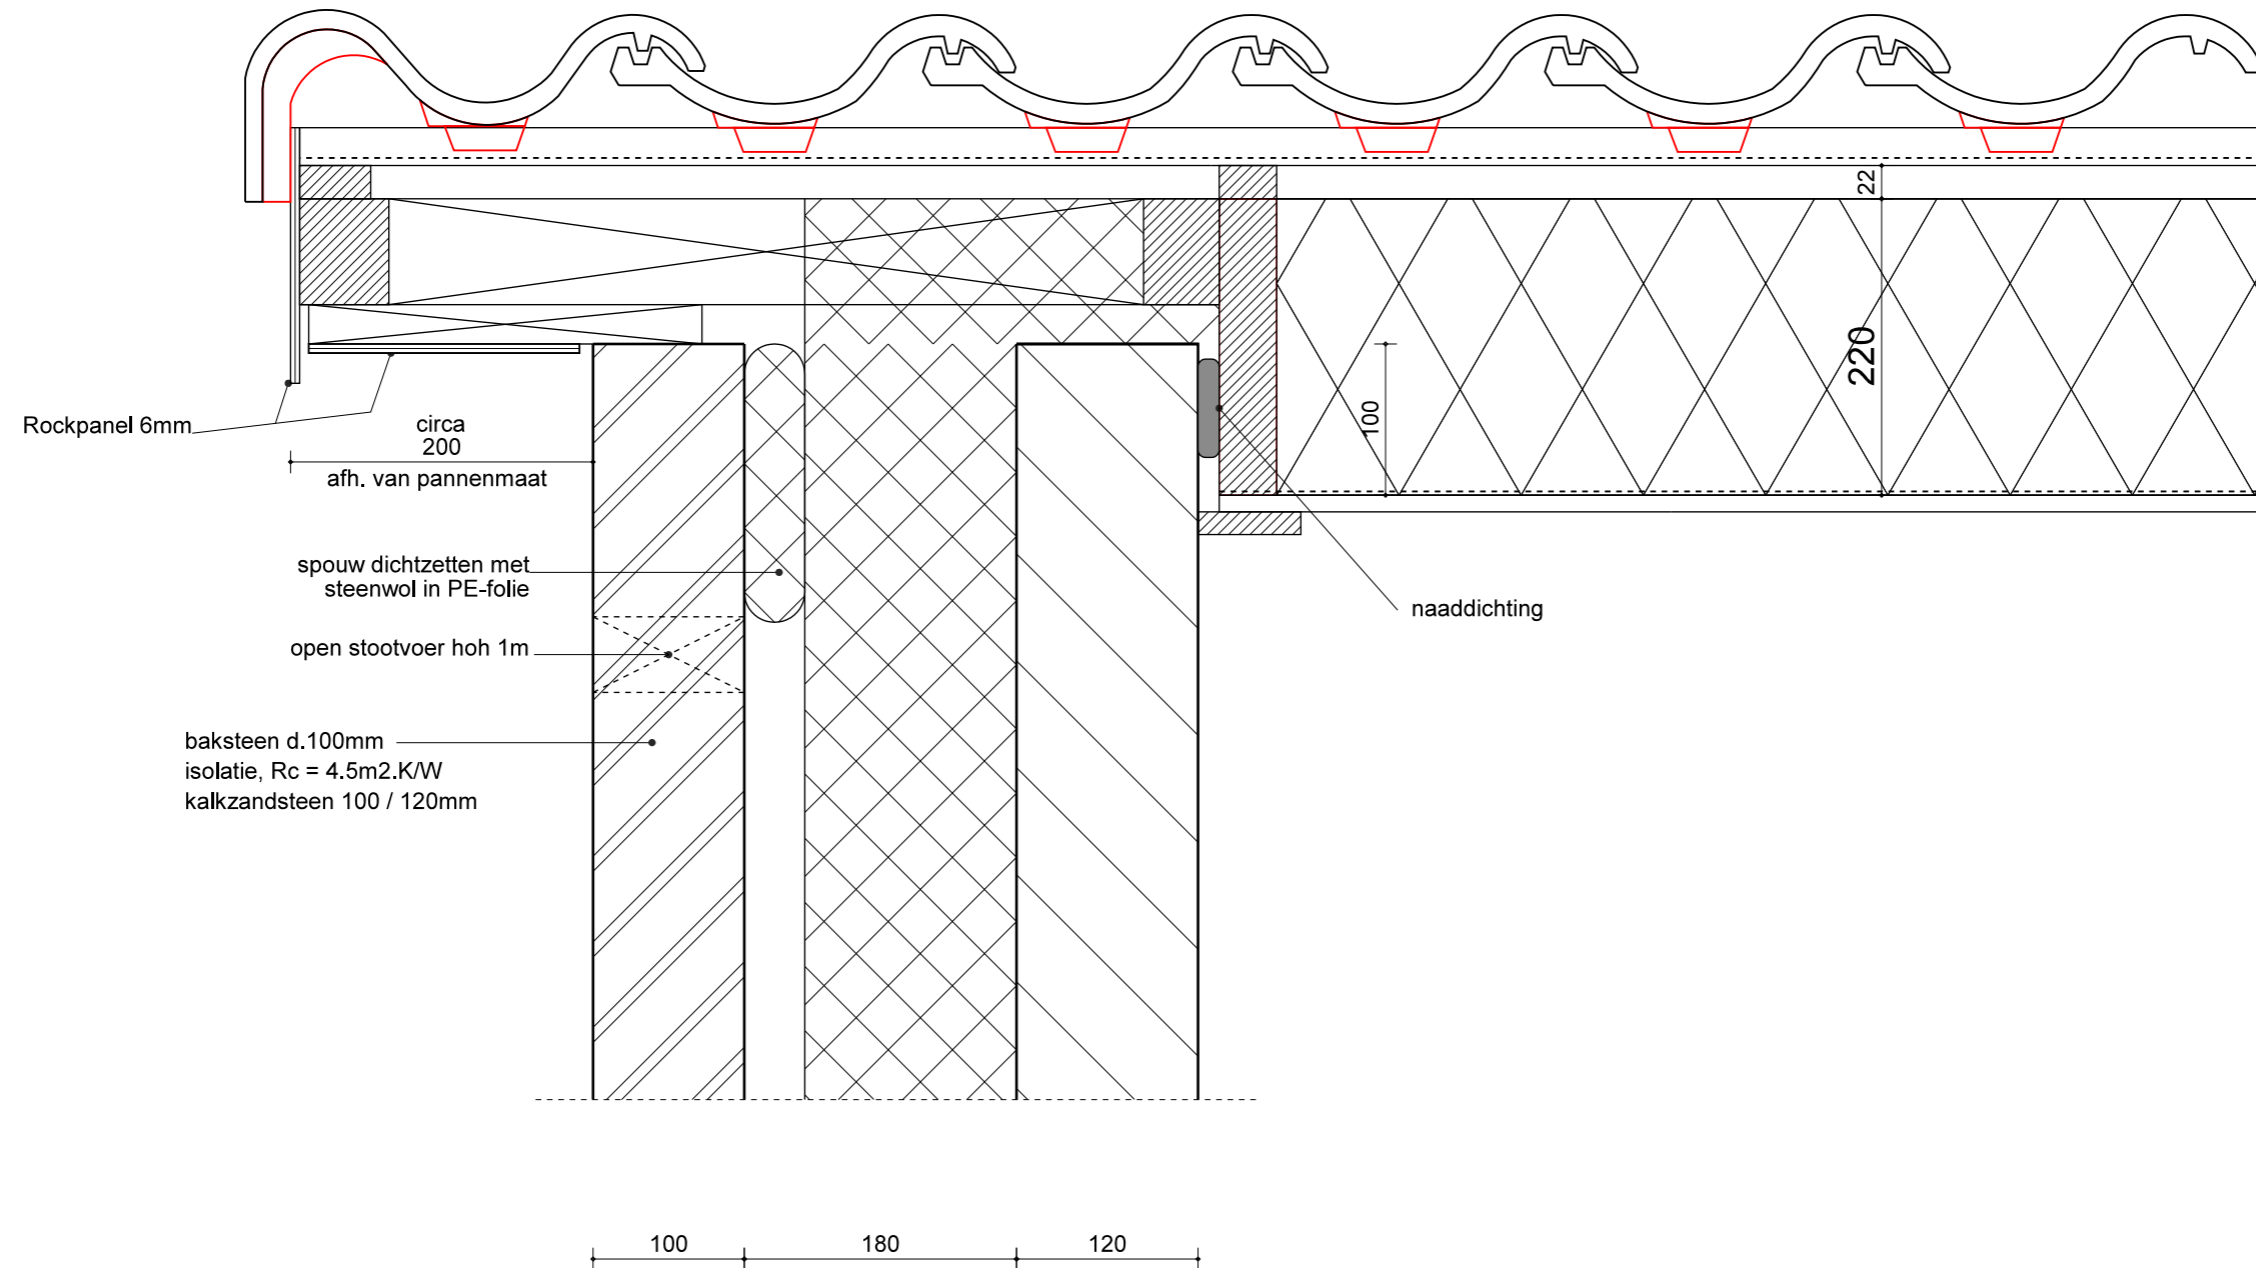 22
220
100
Rockpanel 6mm
circa
200
afh. van pannenmaat
spouw dichtzetten met
steenwol in PE-folie
naaddichting
open stootvoer hoh 1m
baksteen d.100mm
isolatie, Rc = 4.5m2.K/W
kalkzandsteen 100 / 120mm
100
180
120